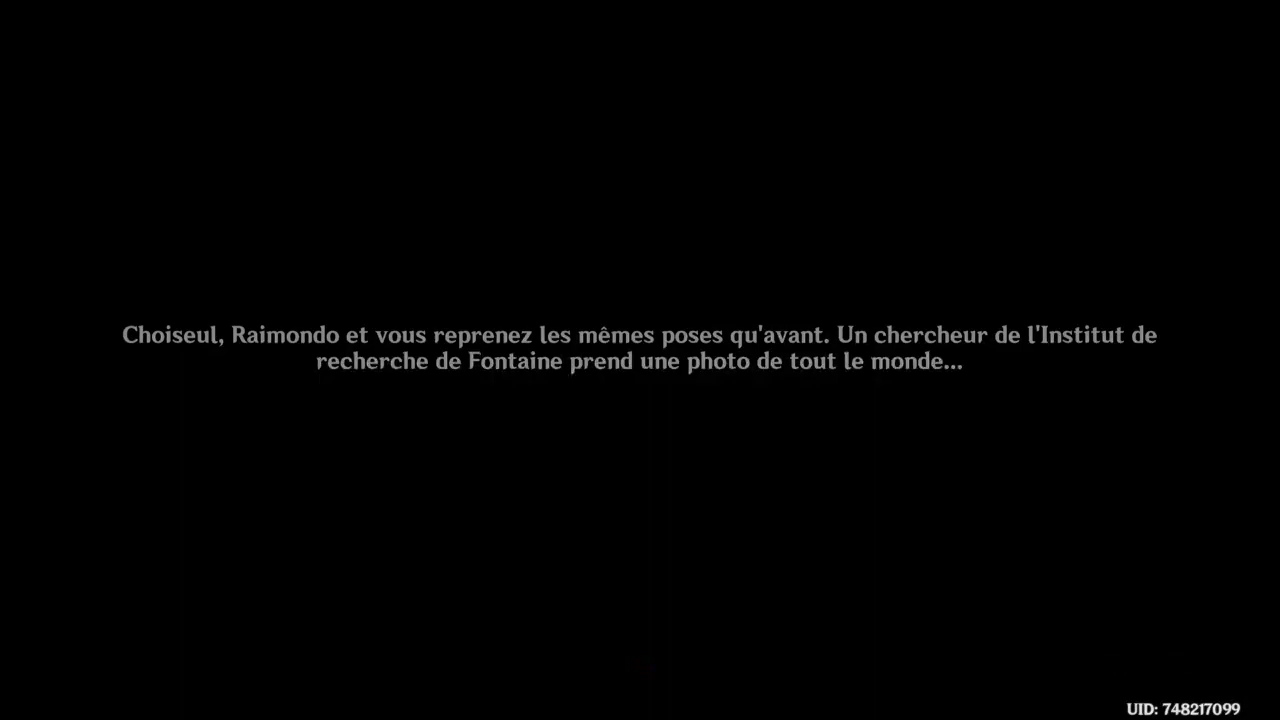 Choiseul, Raimondo et vous reprenez les mêmes poses qu'avant. Un chercheur de l'Institut de
recherche de Fontaine prend une photo de tout le monde...
UID: 748217099